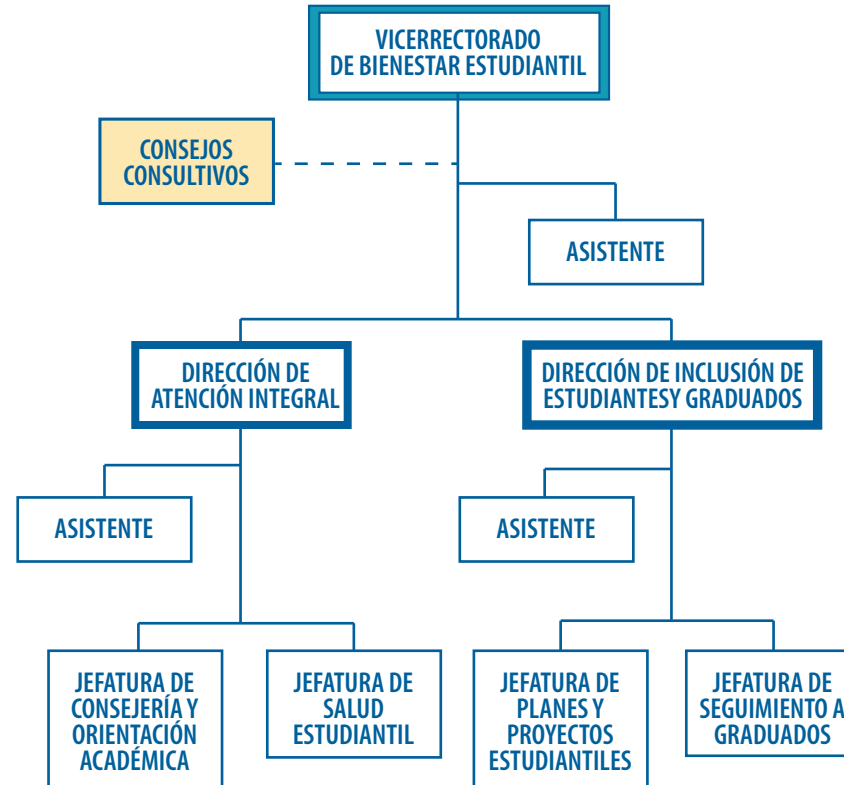 VICERRECTORADO
DE BIENESTAR ESTUDIANTIL
CONSEJOS
CONSULTIVOS
ASISTENTE
DIRECCIÓN DE
ATENCIÓN INTEGRAL
DIRECCIÓN DE INCLUSIÓN DE
ESTUDIANTESY GRADUADOS
ASISTENTE
ASISTENTE
JEFATURA DE
CONSEJERÍA Y
ORIENTACIÓN
ACADÉMICA
JEFATURA DE
SALUD
ESTUDIANTIL
JEFATURA DE
PLANES Y
PROYECTOS
ESTUDIANTILES
JEFATURA DE
SEGUIMIENTO A
GRADUADOS